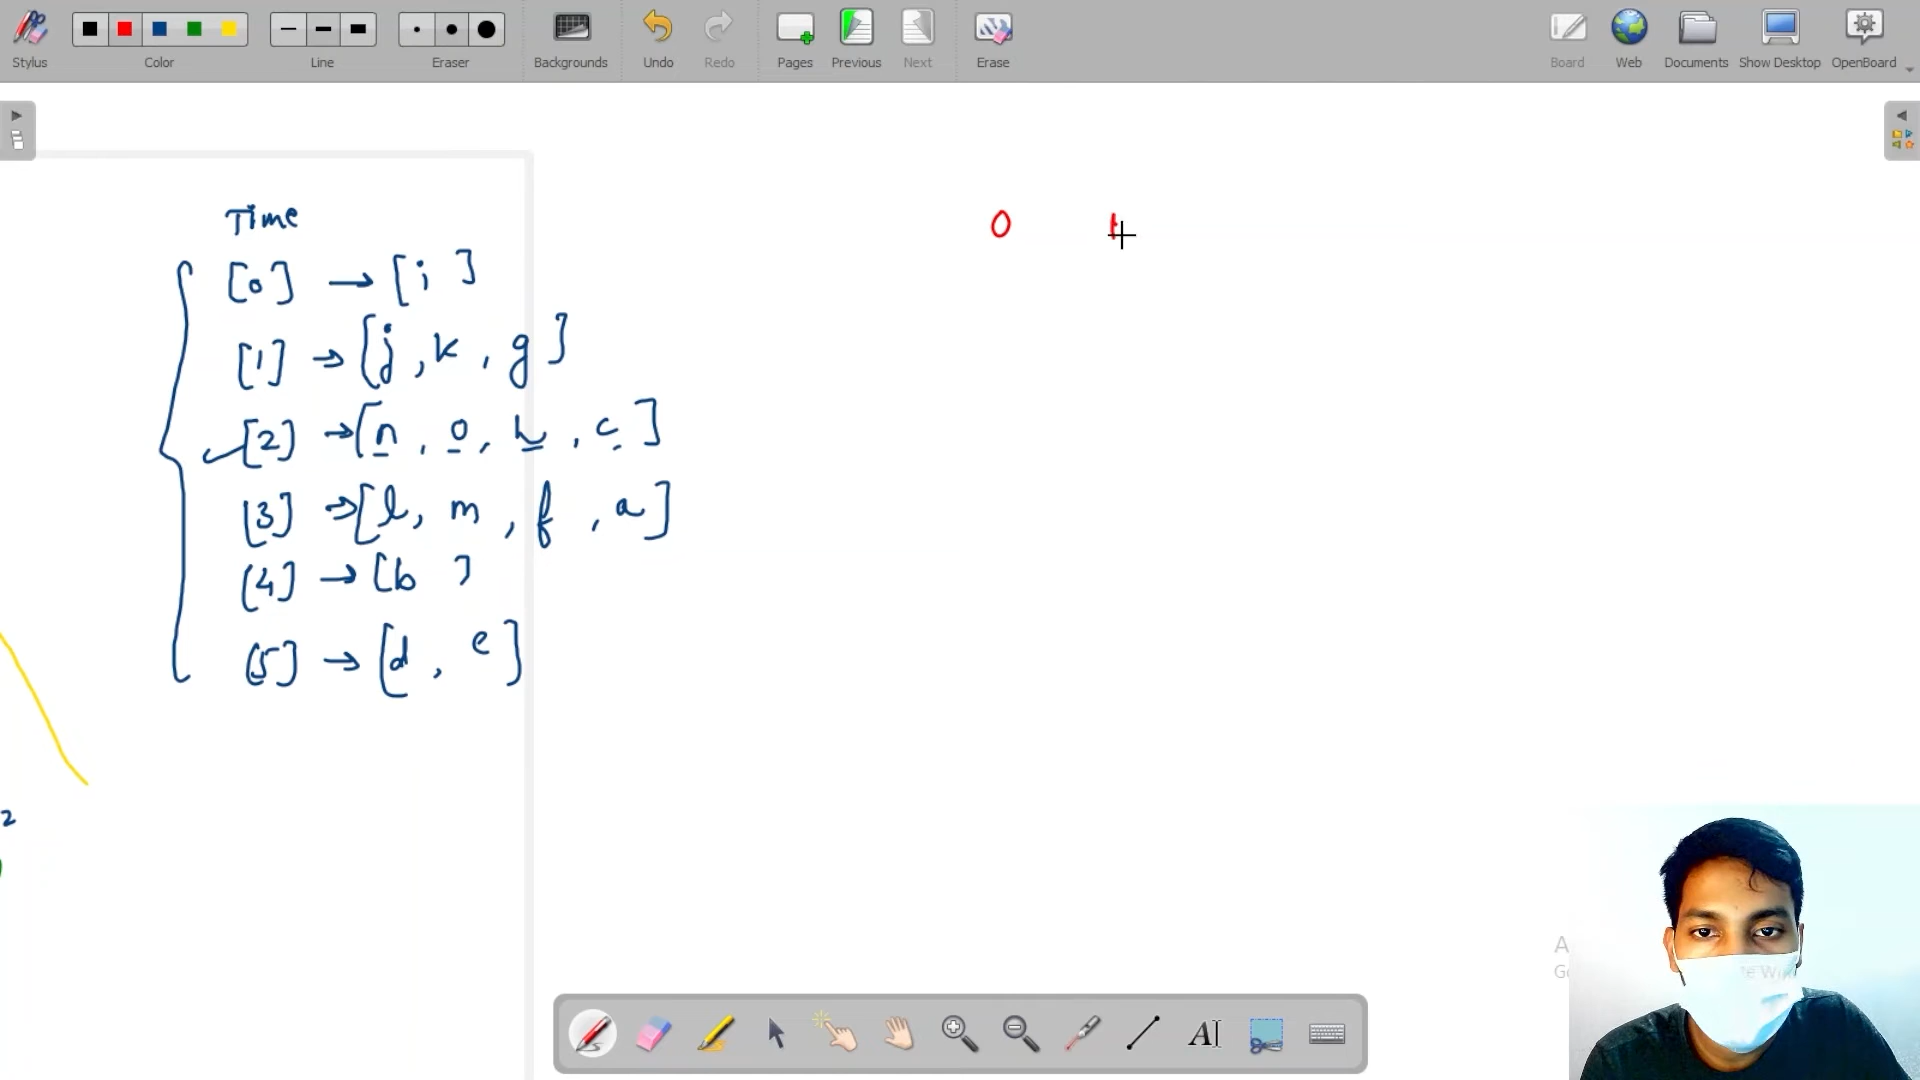 Stylus Color Line Eraser Backgrounds Undo Redo Pages Previous Next Erase Board Web Documents Show Desktop OpenBoard
Time
0 1
[0] → [i ]
[1] → [j , k , g ]
[2] → [n , o , h , c ]
[3] → [l , m , f , a ]
[4] → [b ]
[5] → [d , e ]
2
AI